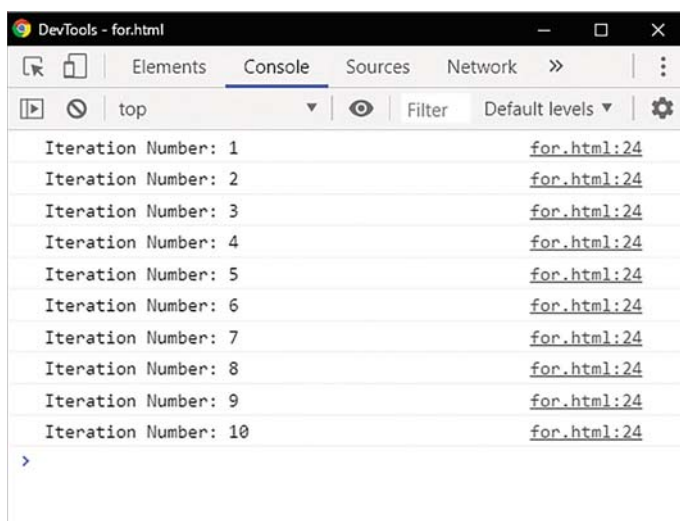 DevTools - for.html
Elements Console Sources Network »
top Filter Default levels
Iteration Number: 1 for.html:24
Iteration Number: 2 for.html:24
Iteration Number: 3 for.html:24
Iteration Number: 4 for.html:24
Iteration Number: 5 for.html:24
Iteration Number: 6 for.html:24
Iteration Number: 7 for.html:24
Iteration Number: 8 for.html:24
Iteration Number: 9 for.html:24
Iteration Number: 10 for.html:24
>